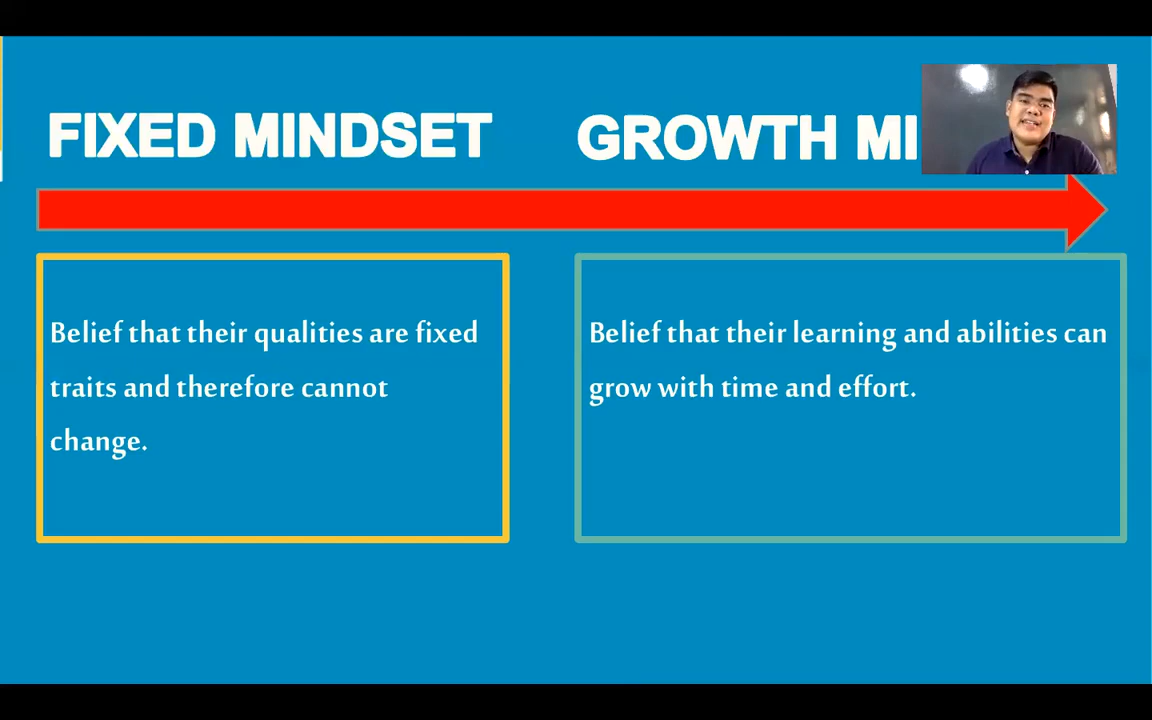 FIXED MINDSET
GROWTH MI
Belief that their qualities are fixed
traits and therefore cannot
change.
Belief that their learning and abilities can
grow with time and effort.